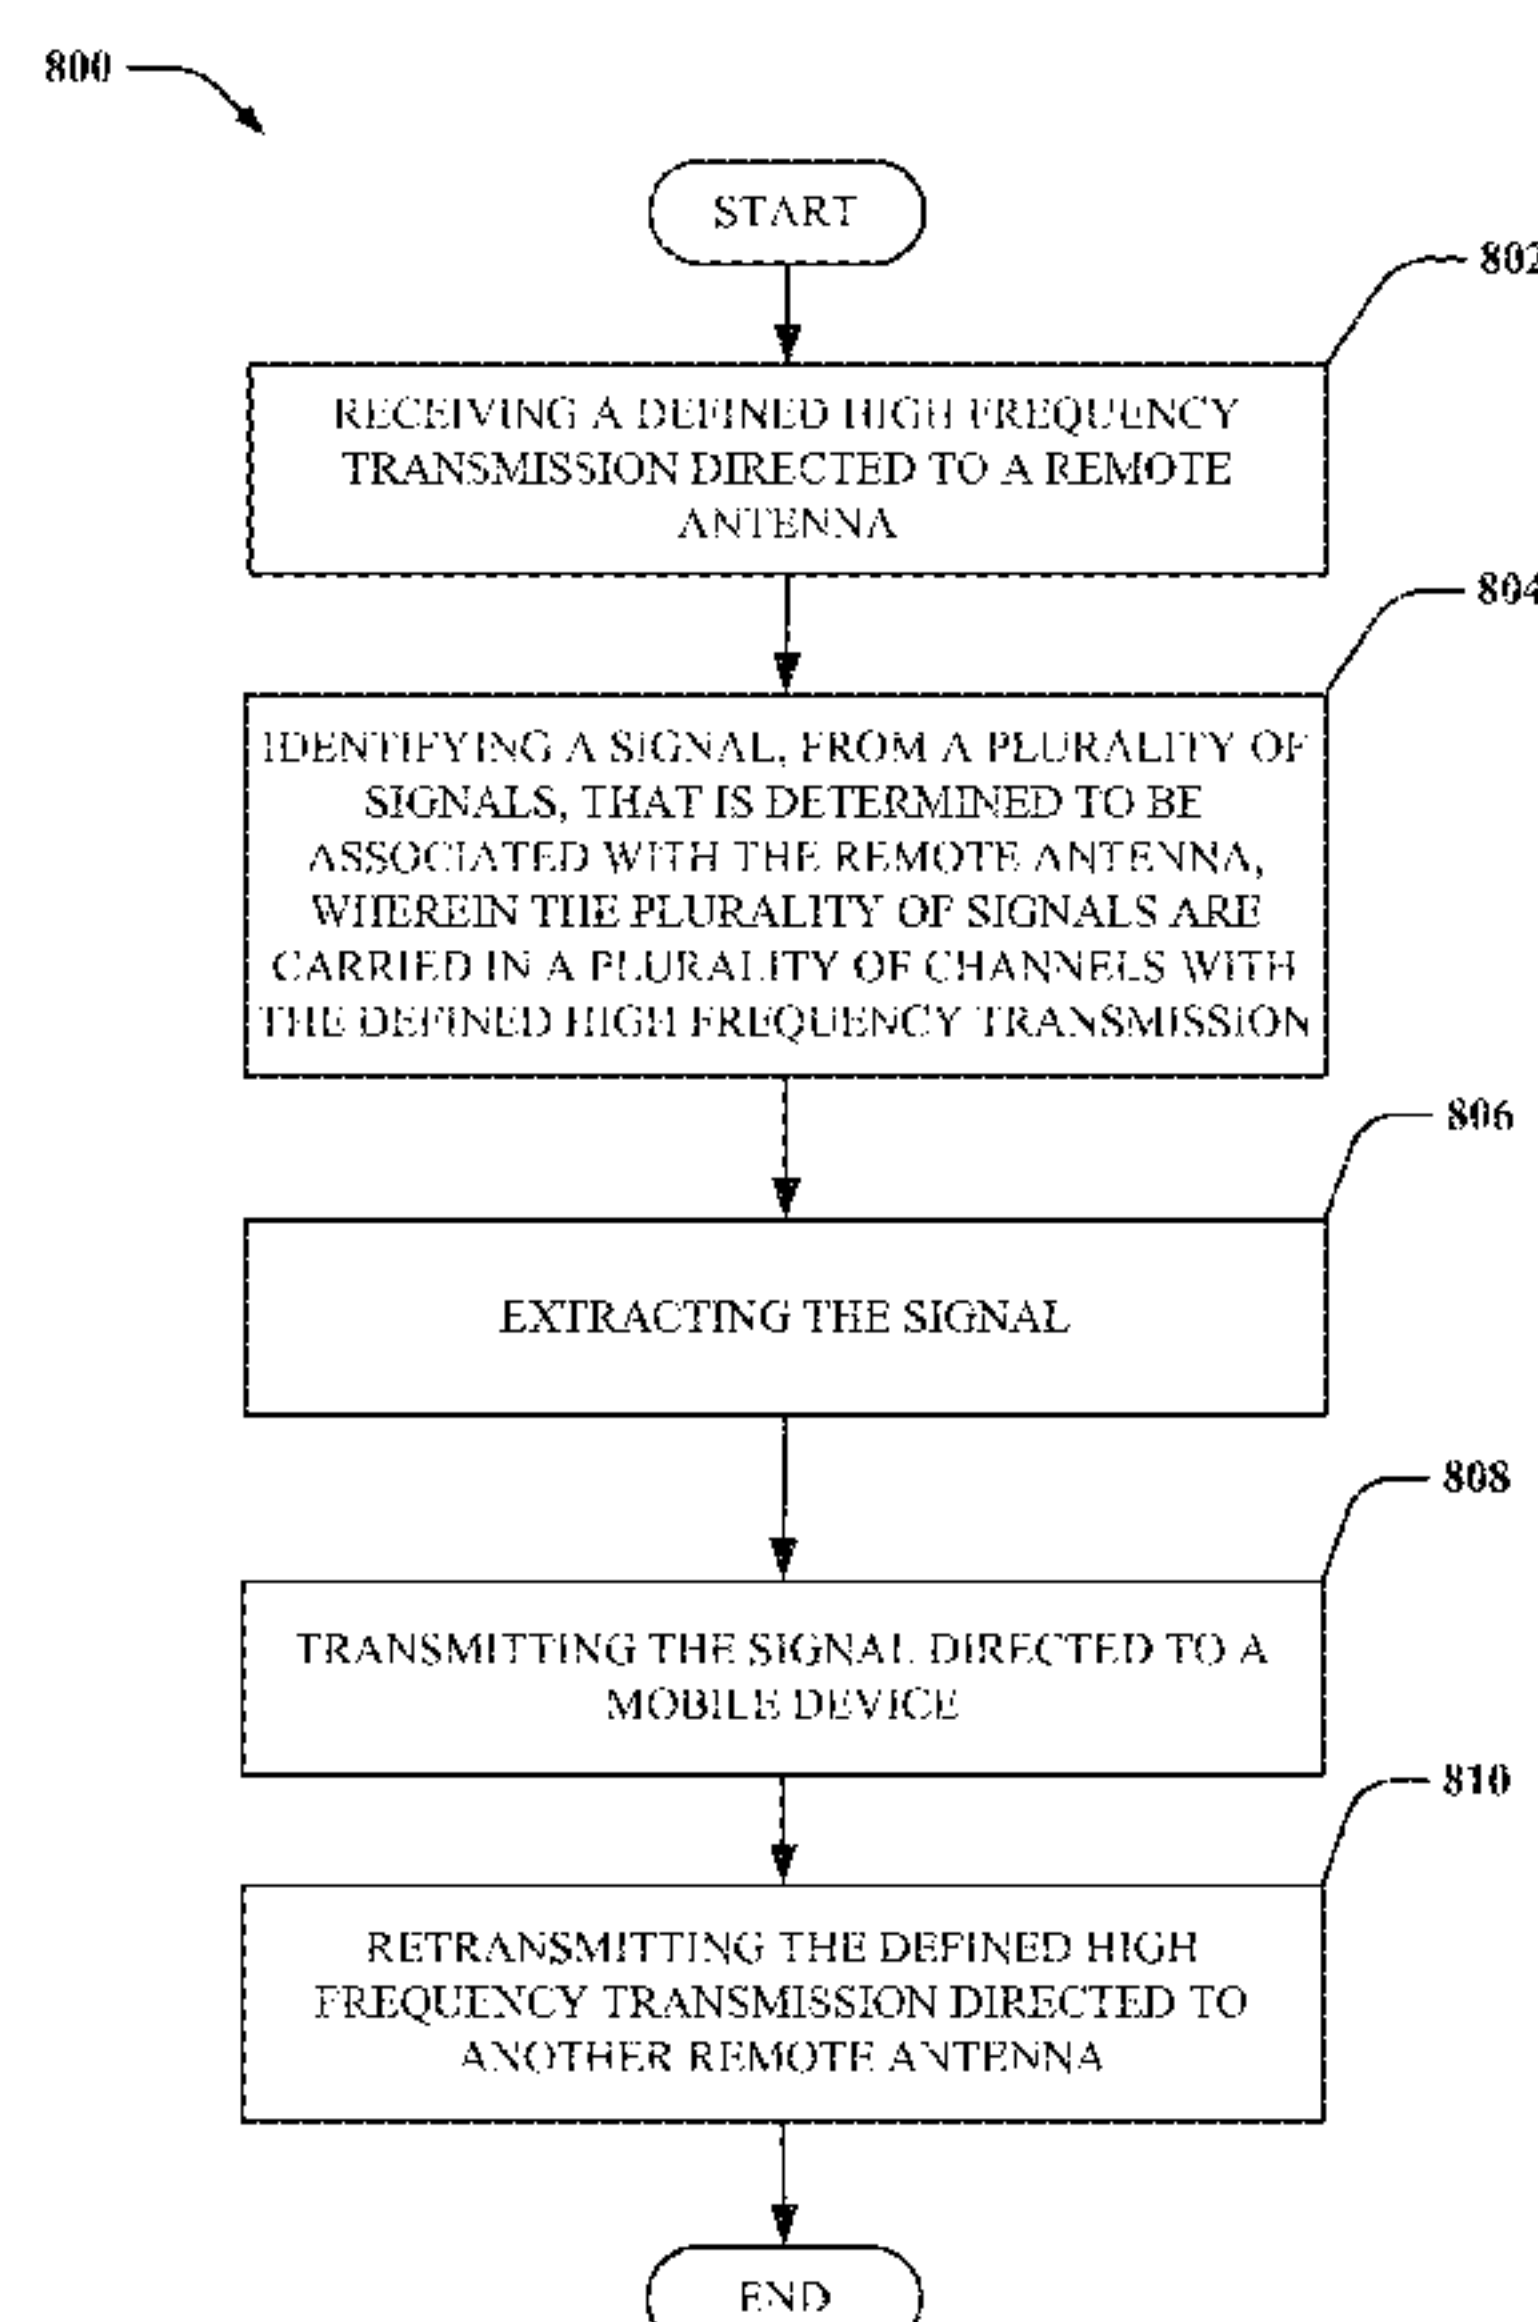 800
START
802
RECEIVING A DEFINED HIGH FREQUENCY
TRANSMISSION DIRECTED TO A REMOTE
ANTENNA
804
IDENTIFYING A SIGNAL, FROM A PLURALITY OF
SIGNALS, THAT IS DETERMINED TO BE
ASSOCIATED WITH THE REMOTE ANTENNA,
WHEREIN THE PLURALITY OF SIGNALS ARE
CARRIED IN A PLURALITY OF CHANNELS WITH
THE DEFINED HIGH FREQUENCY TRANSMISSION
806
EXTRACTING THE SIGNAL
808
TRANSMITTING THE SIGNAL DIRECTED TO A
MOBILE DEVICE
810
RETRANSMITTING THE DEFINED HIGH
FREQUENCY TRANSMISSION DIRECTED TO
ANOTHER REMOTE ANTENNA
END